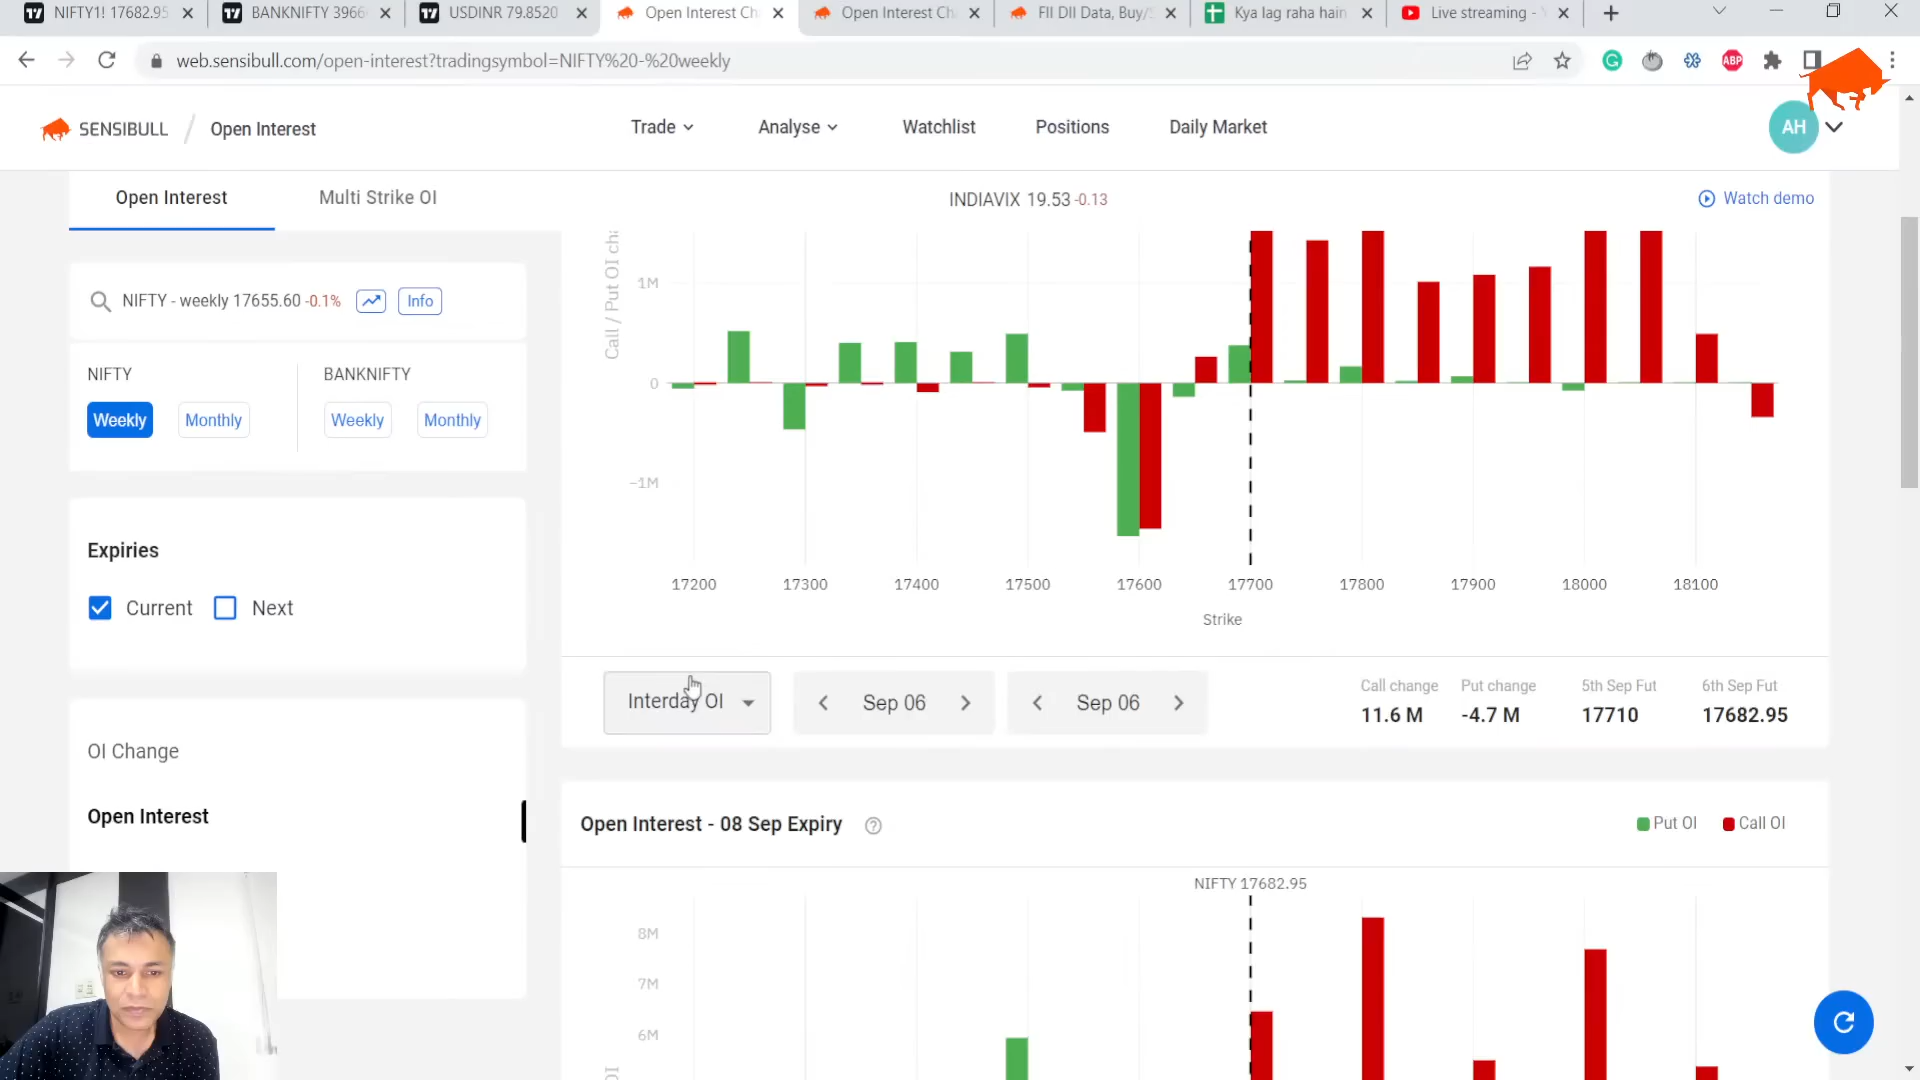 NIFTY1! 17682.95
BANKNIFTY 3966
USDINR 79.8520
Open Interest Ch
Open Interest Ch
FII DII Data, Buy/S
Kya lag raha hain
Live streaming - Y
web.sensibull.com/open-interest?tradingsymbol=NIFTY%20-%20weekly
SENSIBULL / Open Interest
Trade
Analyse
Watchlist
Positions
Daily Market
AH
Open Interest
Multi Strike OI
INDIAVIX 19.53 -0.13
Watch demo
NIFTY - weekly 17655.60 -0.1%
Info
NIFTY
BANKNIFTY
Weekly
Monthly
Weekly
Monthly
Expiries
Current
Next
OI Change
Open Interest
Call / Put OI cha
1M
0
-1M
17200
17300
17400
17500
17600
17700
17800
17900
18000
18100
Strike
Interday OI
Sep 06
Sep 06
Call change
11.6 M
Put change
-4.7 M
5th Sep Fut
17710
6th Sep Fut
17682.95
Open Interest - 08 Sep Expiry
Put OI
Call OI
NIFTY 17682.95
8M
7M
6M
OI